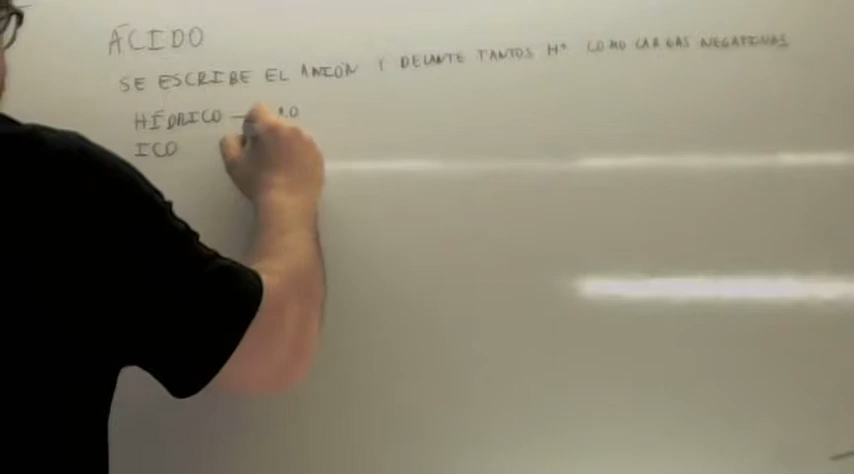 ÁCIDO
SE ESCRIBE EL ANIÓN Y DELANTE TANTOS H⁺ COMO CARGAS NEGATIVAS
HÍDRICO —
ICO